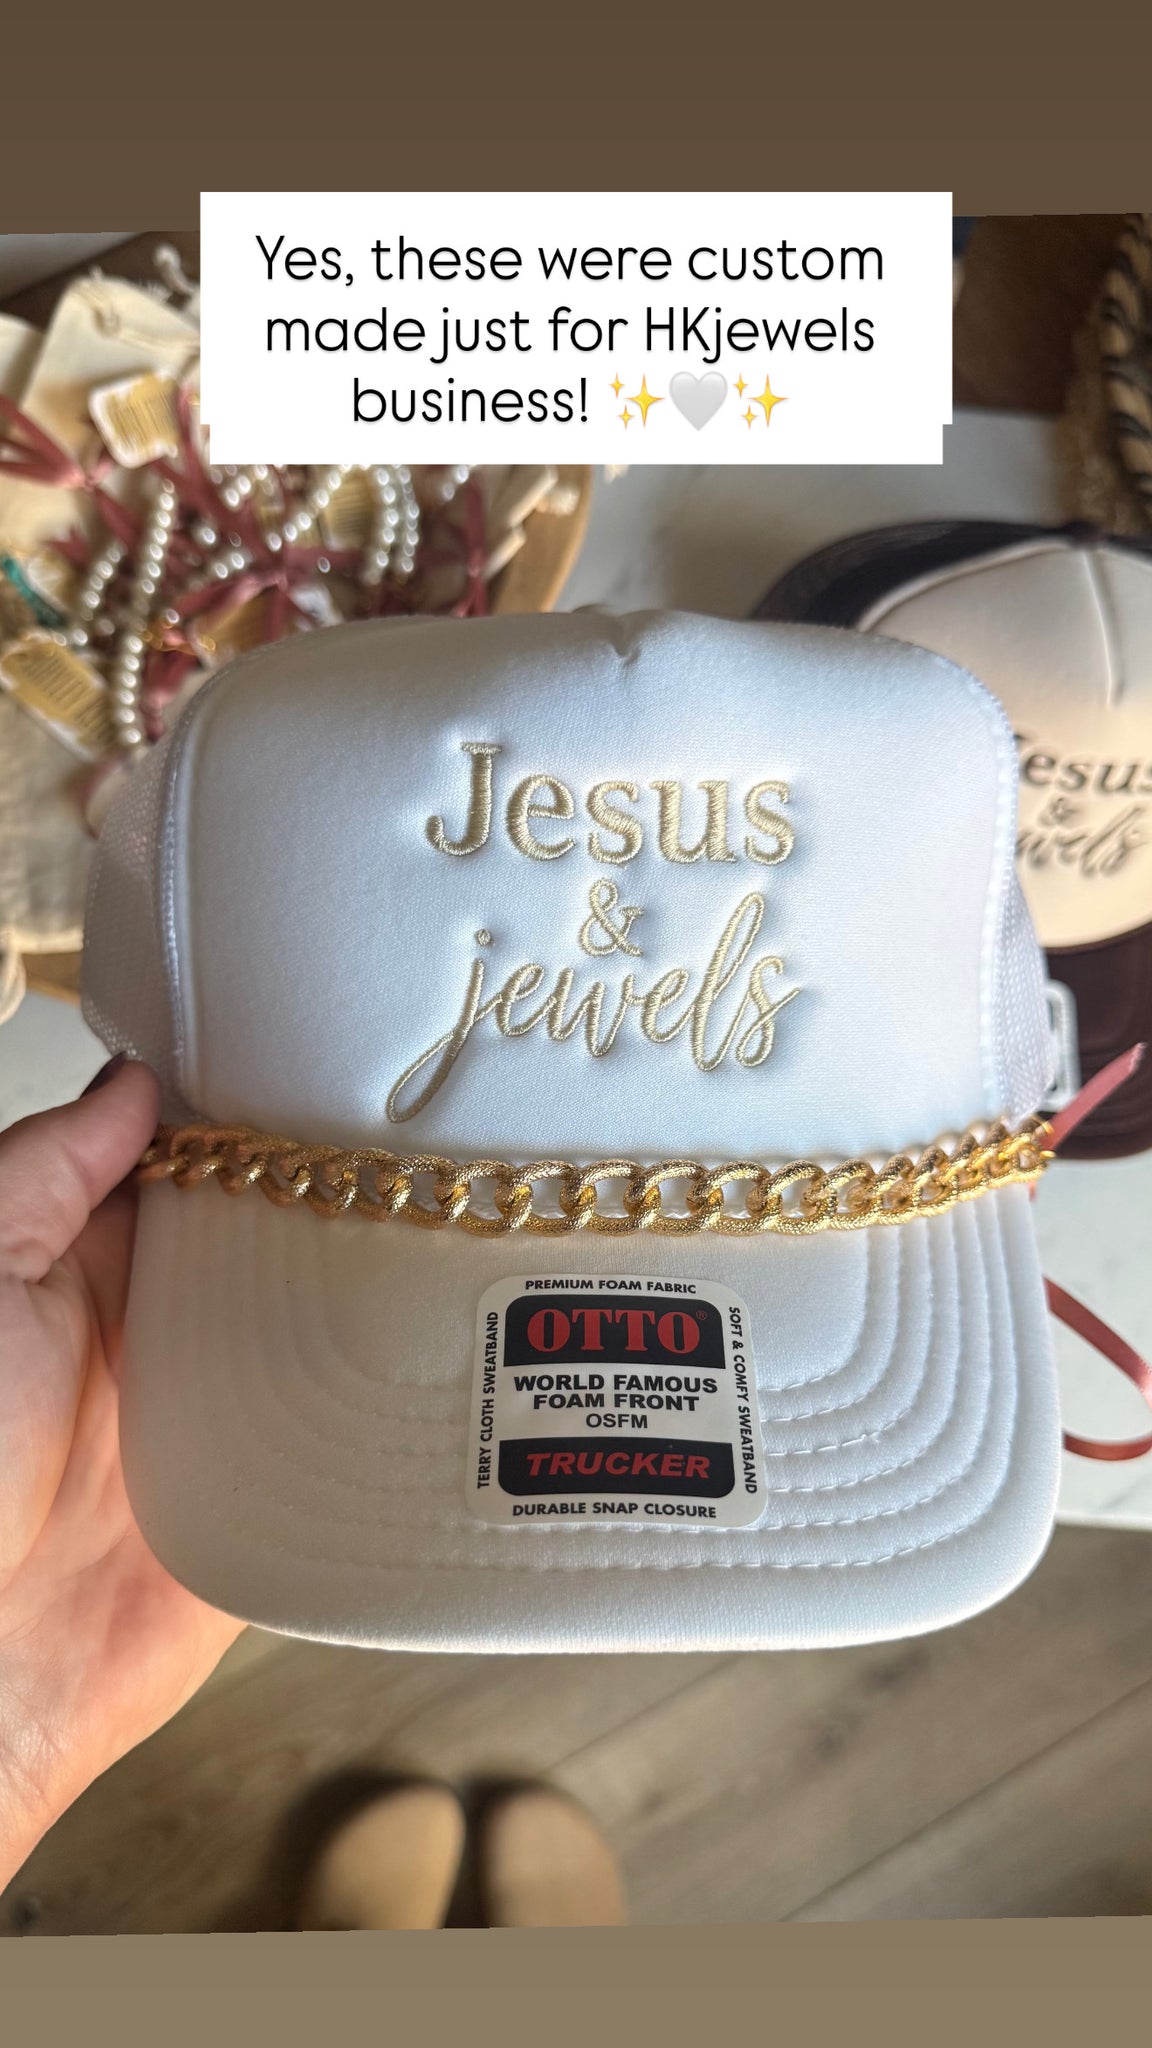 Yes, these were custom
made just for HKjewels
business! ✨🤍✨
Jesus
&
jewels
esus
&
PREMIUM FOAM FABRIC
OTTO®
WORLD FAMOUS
FOAM FRONT
OSFM
TRUCKER
DURABLE SNAP CLOSURE
TERRY CLOTH SWEATBAND
SOFT & COMFY SWEATBAND